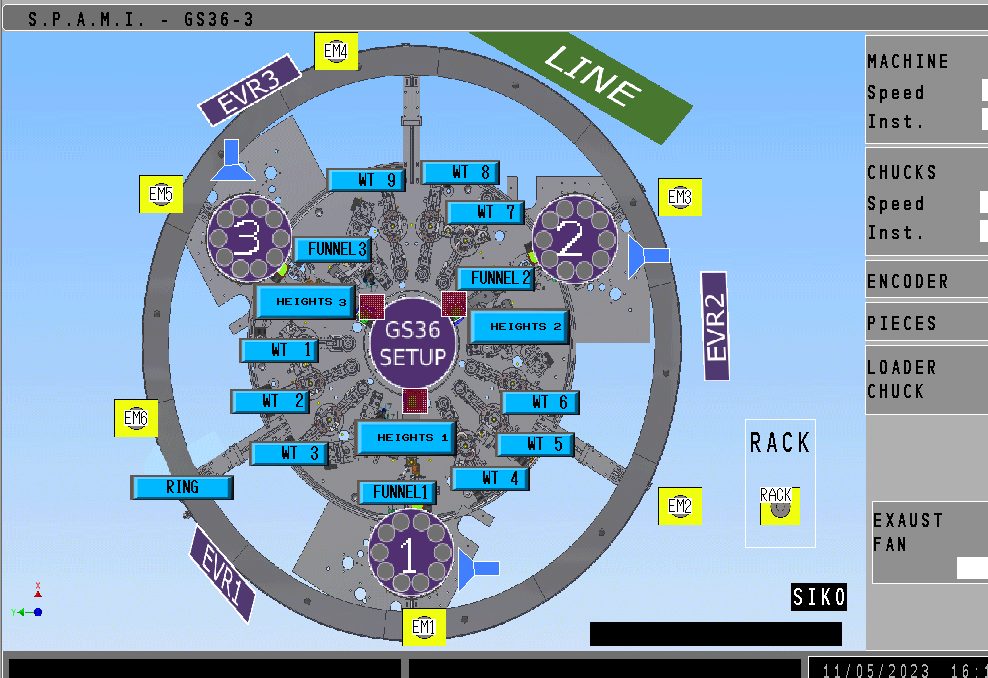 S.P.A.M.I. - GS36-3
EM4
EVR3
LINE
MACHINE
Speed
Inst.
WT 9
WT 8
CHUCKS
Speed
Inst.
EM5
EM3
WT 7
3
2
FUNNEL3
FUNNEL2
ENCODER
HEIGHTS 3
HEIGHTS 2
EVR2
PIECES
GS36
SETUP
WT 1
LOADER
CHUCK
WT 2
WT 6
EM6
HEIGHTS 1
WT 5
RACK
WT 3
WT 4
RING
FUNNEL1
RACK
EM2
EXAUST
FAN
1
EVR1
X
Y
SIKO
EM1
11/05/2023 16: